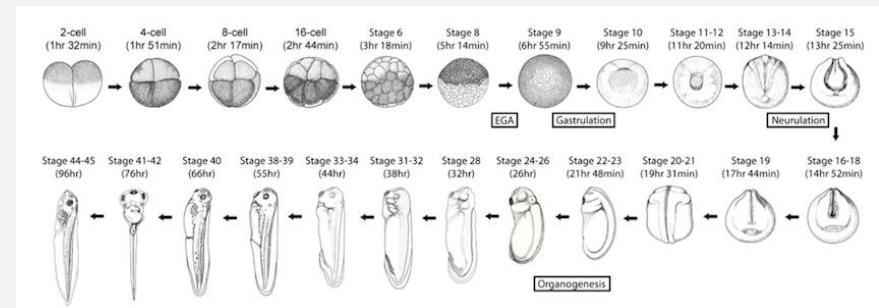 2-cell
(1hr 32min)
4-cell
(1hr 51min)
8-cell
(2hr 17min)
16-cell
(2hr 44min)
Stage 6
(3hr 18min)
Stage 8
(5hr 14min)
Stage 9
(6hr 55min)
Stage 10
(9hr 25min)
Stage 11-12
(11hr 20min)
Stage 13-14
(12hr 14min)
Stage 15
(13hr 25min)
EGA
Gastrulation
Neurulation
Stage 44-45
(96hr)
Stage 41-42
(76hr)
Stage 40
(66hr)
Stage 38-39
(55hr)
Stage 33-34
(44hr)
Stage 31-32
(38hr)
Stage 28
(32hr)
Stage 24-26
(26hr)
Stage 22-23
(21hr 48min)
Stage 20-21
(19hr 31min)
Stage 19
(17hr 44min)
Stage 16-18
(14hr 52min)
Organogenesis